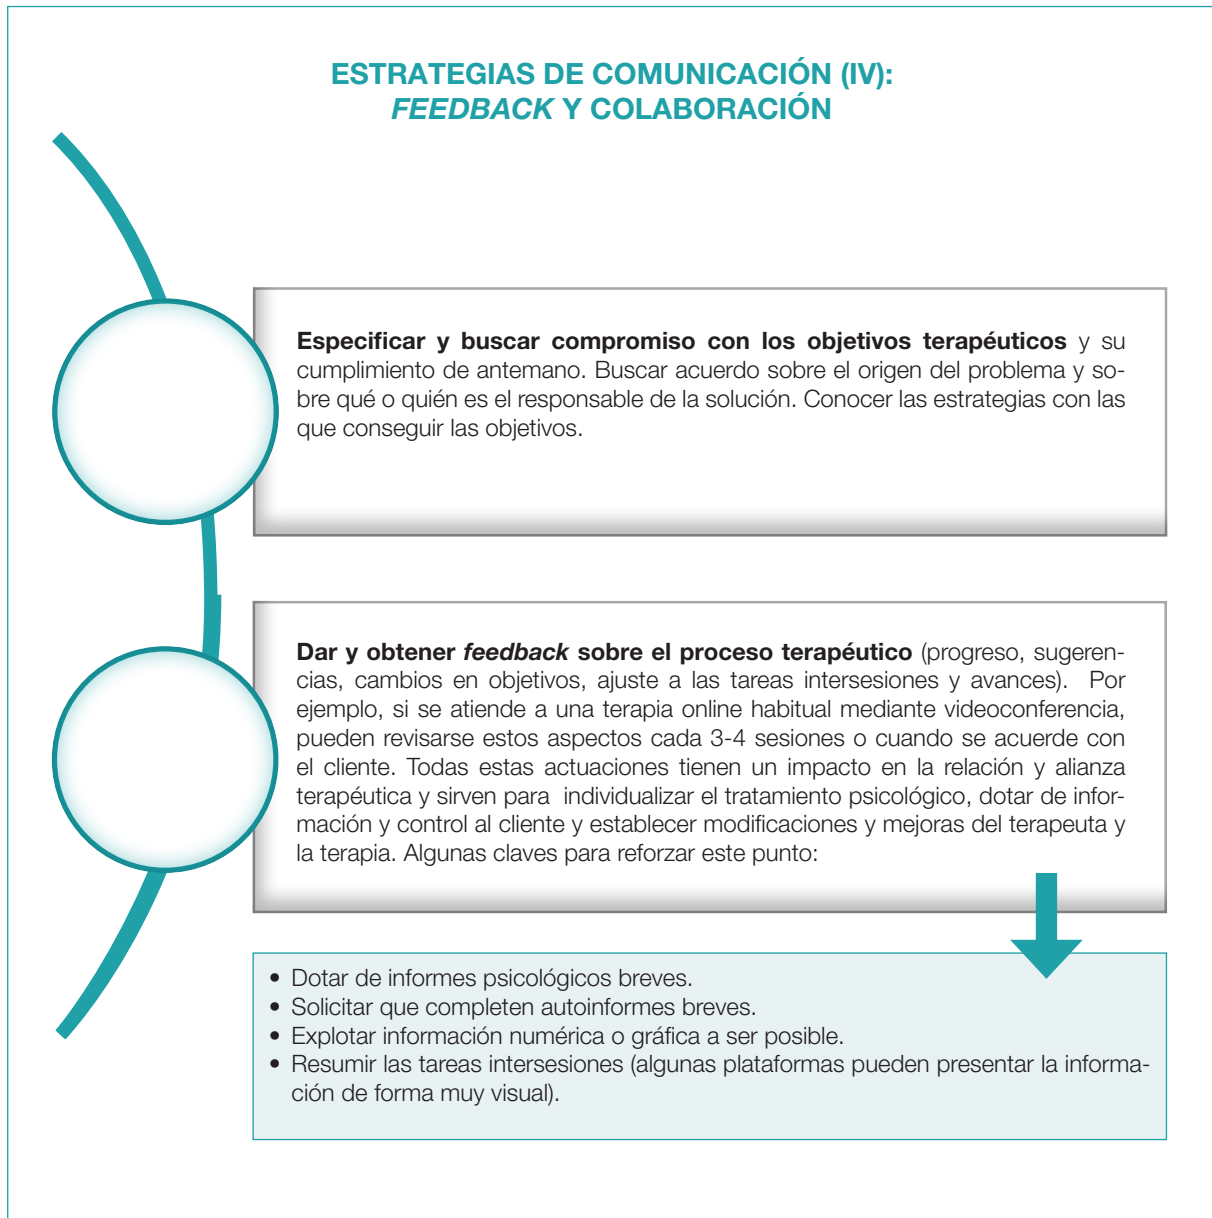 ESTRATEGIAS DE COMUNICACIÓN (IV):
FEEDBACK Y COLABORACIÓN
Especificar y buscar compromiso con los objetivos terapéuticos y su
cumplimiento de antemano. Buscar acuerdo sobre el origen del problema y so-
bre qué o quién es el responsable de la solución. Conocer las estrategias con las
que conseguir las objetivos.
Dar y obtener feedback sobre el proceso terapéutico (progreso, sugeren-
cias, cambios en objetivos, ajuste a las tareas intersesiones y avances). Por
ejemplo, si se atiende a una terapia online habitual mediante videoconferencia,
pueden revisarse estos aspectos cada 3-4 sesiones o cuando se acuerde con
el cliente. Todas estas actuaciones tienen un impacto en la relación y alianza
terapéutica y sirven para individualizar el tratamiento psicológico, dotar de infor-
mación y control al cliente y establecer modificaciones y mejoras del terapeuta y
la terapia. Algunas claves para reforzar este punto:
• Dotar de informes psicológicos breves.
• Solicitar que completen autoinformes breves.
• Explotar información numérica o gráfica a ser posible.
• Resumir las tareas intersesiones (algunas plataformas pueden presentar la informa-
ción de forma muy visual).